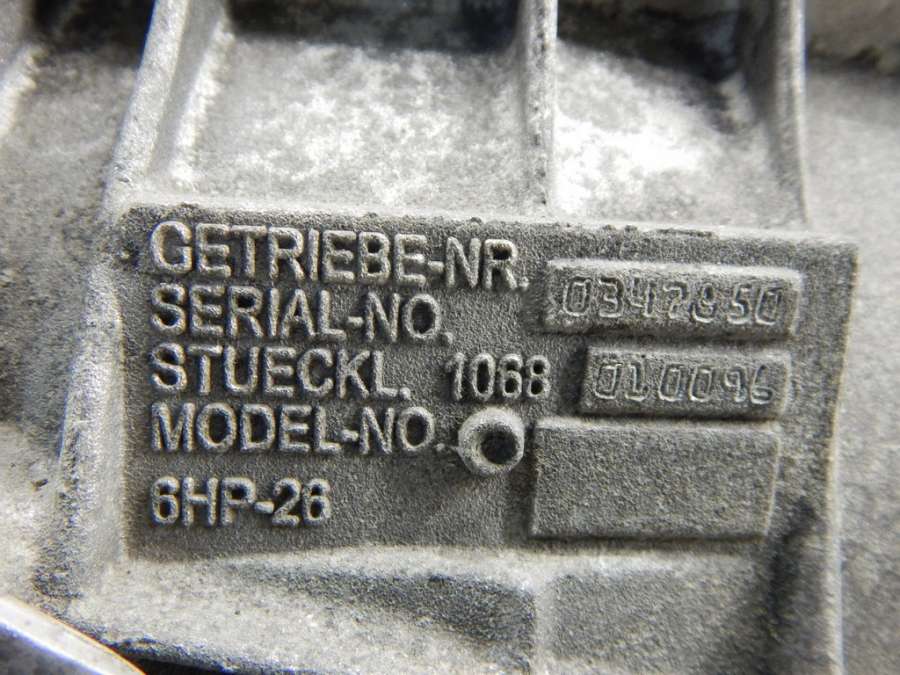 GETRIEBE-NR.
SERIAL-NO. 0347850
STUECKL. 1068 010096
MODEL-NO.
6HP-26